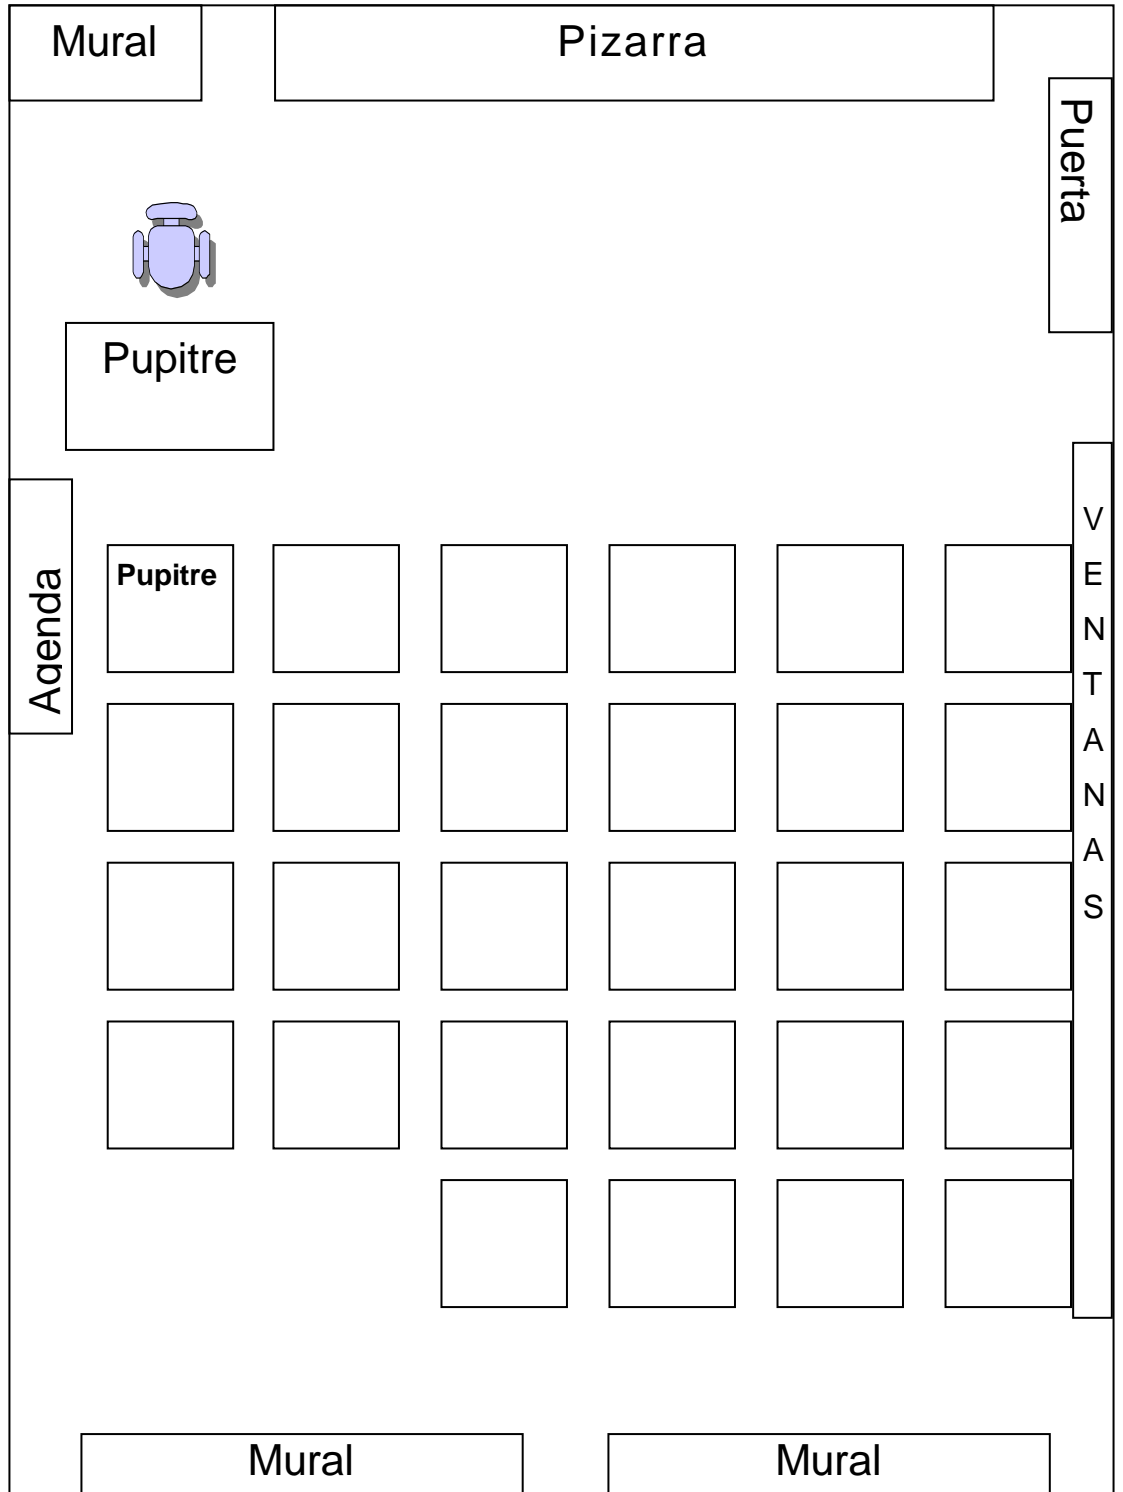 Mural
Pizarra
Puerta
Pupitre
Agenda
Pupitre
VENTANAS
Mural
Mural